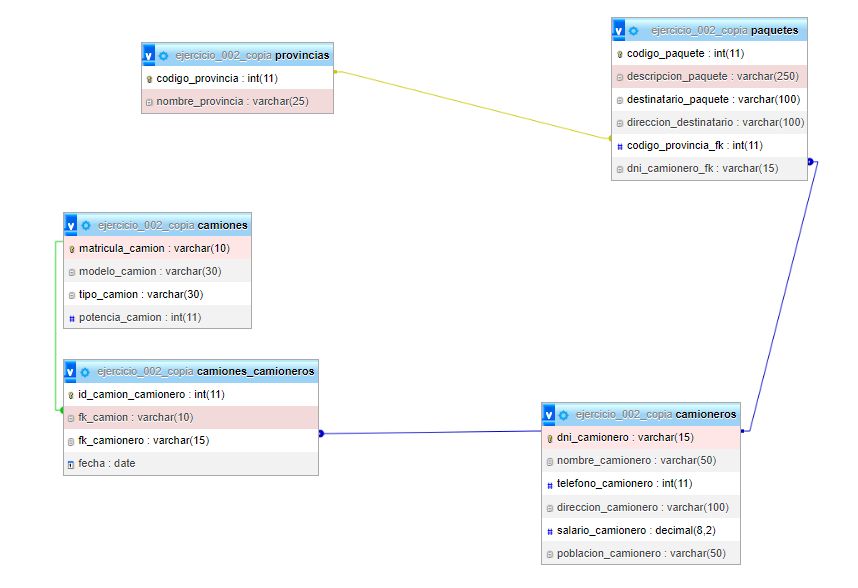 ejercicio_002_copia provincias
codigo_provincia : int(11)
nombre_provincia : varchar(25)
ejercicio_002_copia paquetes
codigo_paquete : int(11)
descripcion_paquete : varchar(250)
destinatario_paquete : varchar(100)
direccion_destinatario : varchar(100)
codigo_provincia_fk : int(11)
dni_camionero_fk : varchar(15)
ejercicio_002_copia camiones
matricula_camion : varchar(10)
modelo_camion : varchar(30)
tipo_camion : varchar(30)
potencia_camion : int(11)
ejercicio_002_copia camiones_camioneros
id_camion_camionero : int(11)
fk_camion : varchar(10)
fk_camionero : varchar(15)
fecha : date
ejercicio_002_copia camioneros
dni_camionero : varchar(15)
nombre_camionero : varchar(50)
telefono_camionero : int(11)
direccion_camionero : varchar(100)
salario_camionero : decimal(8,2)
poblacion_camionero : varchar(50)